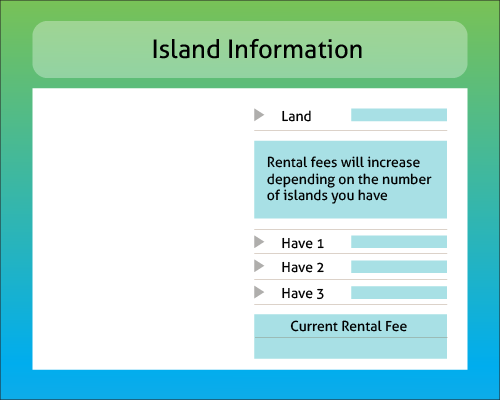 Island Information
Land
Rental fees will increase
depending on the number
of islands you have
Have 1
Have 2
Have 3
Current Rental Fee